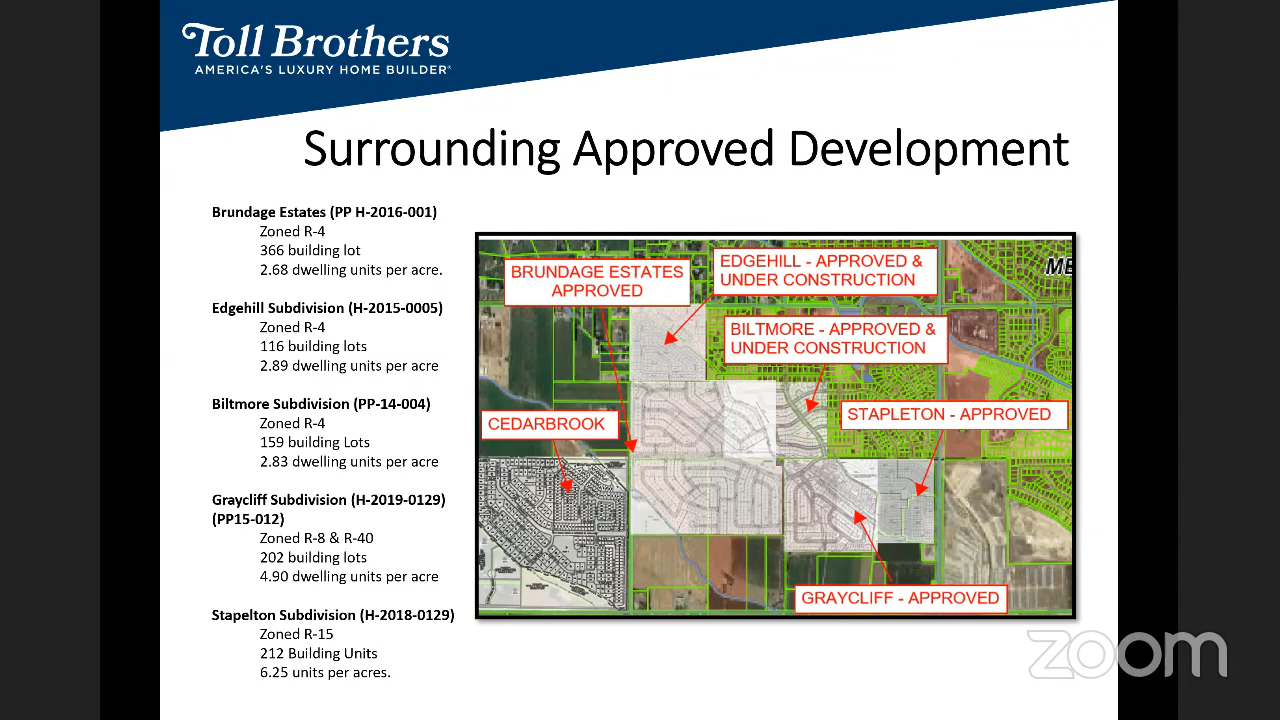 Toll Brothers
AMERICA'S LUXURY HOME BUILDER®
Surrounding Approved Development
Brundage Estates (PP H-2016-001)
Zoned R-4
366 building lot
2.68 dwelling units per acre.
Edgehill Subdivision (H-2015-0005)
Zoned R-4
116 building lots
2.89 dwelling units per acre
Biltmore Subdivision (PP-14-004)
Zoned R-4
159 building Lots
2.83 dwelling units per acre
Graycliff Subdivision (H-2019-0129)
(PP15-012)
Zoned R-8 & R-40
202 building lots
4.90 dwelling units per acre
Stapelton Subdivision (H-2018-0129)
Zoned R-15
212 Building Units
6.25 units per acres.
BRUNDAGE ESTATES
APPROVED
EDGEHILL - APPROVED &
UNDER CONSTRUCTION
ME
BILTMORE - APPROVED &
UNDER CONSTRUCTION
CEDARBROOK
STAPLETON - APPROVED
GRAYCLIFF - APPROVED
zoom